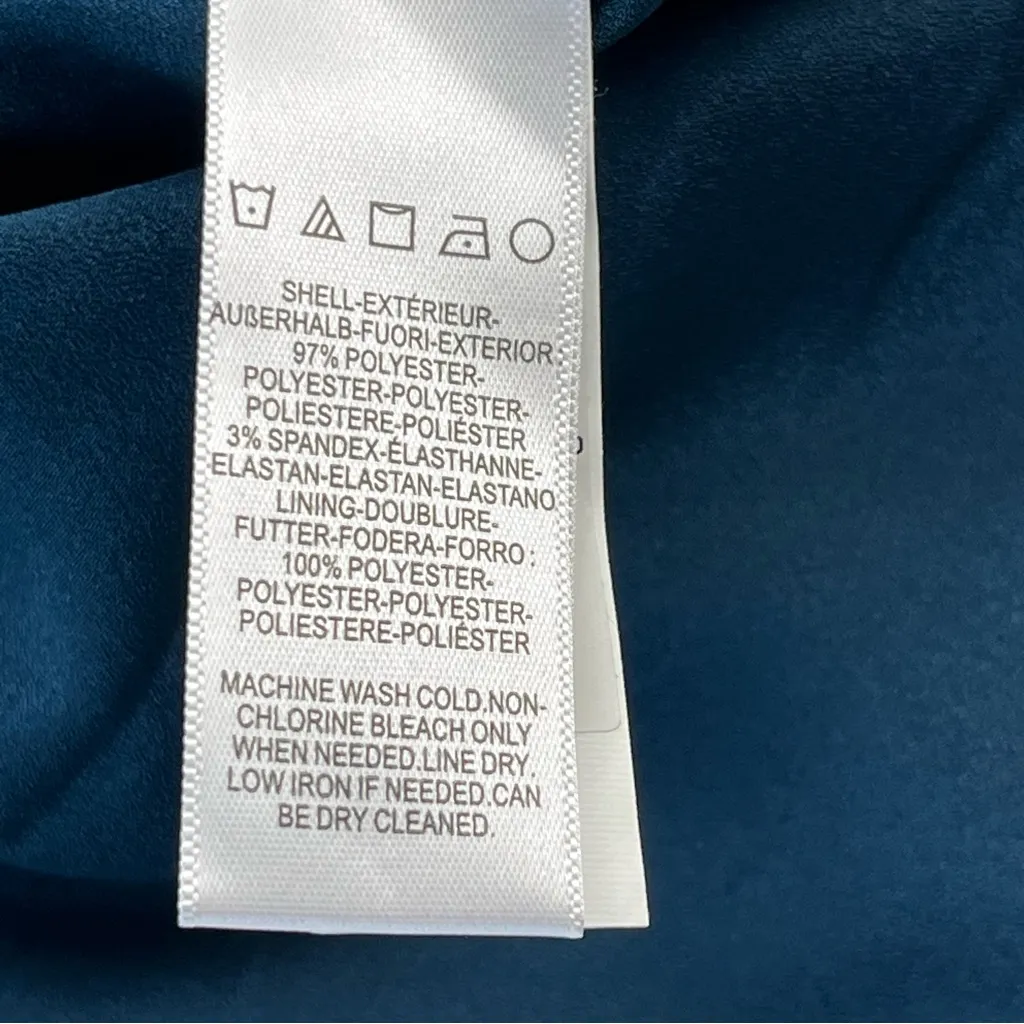 SHELL-EXTÉRIEUR-
AUßERHALB-FUORI-EXTERIOR:
97% POLYESTER-
POLYESTER-POLYESTER-
POLIESTERE-POLIÉSTER
3% SPANDEX-ÉLASTHANNE-
ELASTAN-ELASTAN-ELASTANO
LINING-DOUBLURE-
FUTTER-FODERA-FORRO :
100% POLYESTER-
POLYESTER-POLYESTER-
POLIESTERE-POLIÉSTER
MACHINE WASH COLD.NON-
CHLORINE BLEACH ONLY
WHEN NEEDED.LINE DRY.
LOW IRON IF NEEDED.CAN
BE DRY CLEANED.